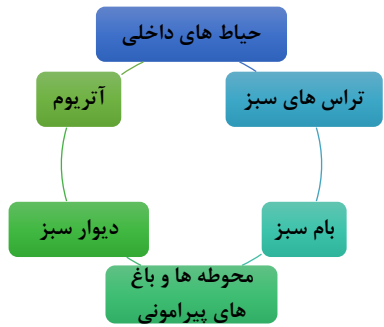 حیاط های داخلی
تراس های سبز
بام سبز
محوطه ها و باغ
های پیرامونی
دیوار سبز
آتریوم